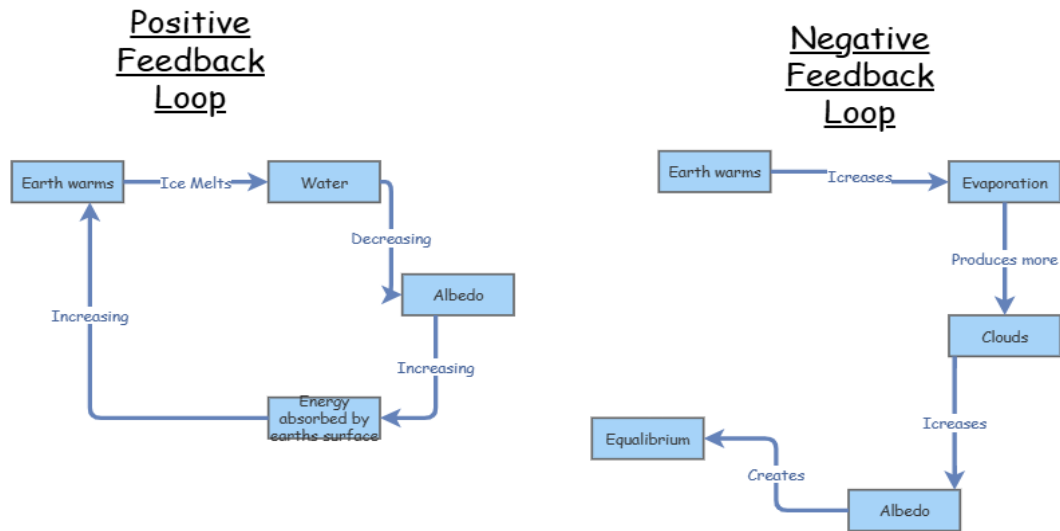 Positive
Feedback
Loop
Earth warms
Ice Melts
Water
Decreasing
Albedo
Increasing
Energy
absorbed by
earths surface
Increasing
Negative
Feedback
Loop
Earth warms
Icreases
Evaporation
Produces more
Clouds
Icreases
Albedo
Creates
Equalibrium